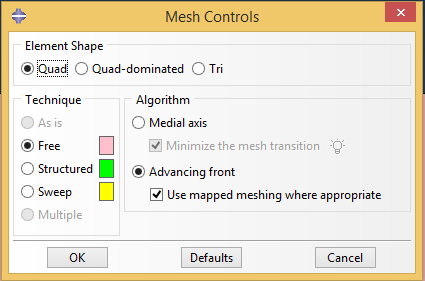 Mesh Controls
Element Shape
Quad Quad-dominated Tri
Technique
As is
Free
Structured
Sweep
Multiple
Algorithm
Medial axis
Minimize the mesh transition
Advancing front
Use mapped meshing where appropriate
OK Defaults Cancel